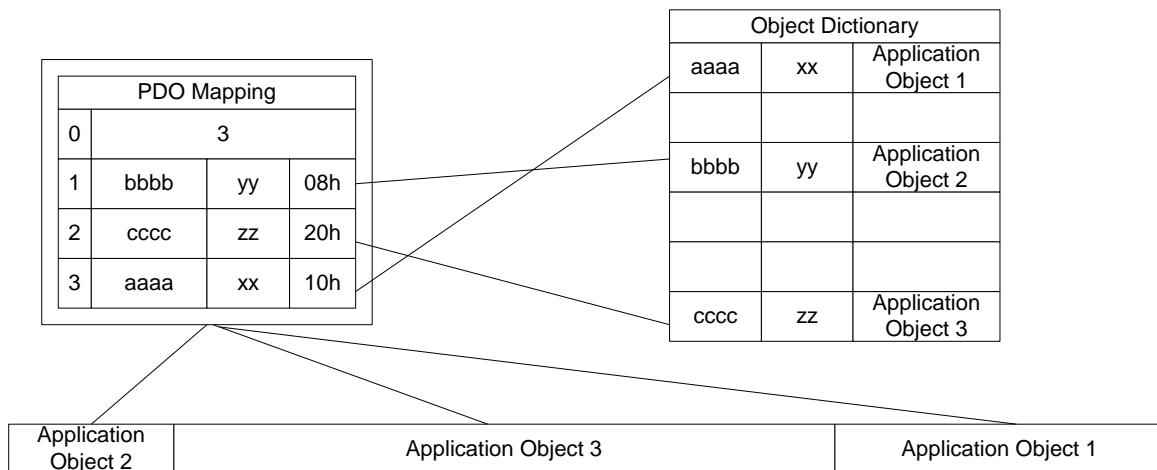 Object Dictionary
aaaa xx Application
Object 1
bbbb yy Application
Object 2
cccc zz Application
Object 3
PDO Mapping
0 3
1 bbbb yy 08h
2 cccc zz 20h
3 aaaa xx 10h
Application
Object 2
Application Object 3
Application Object 1